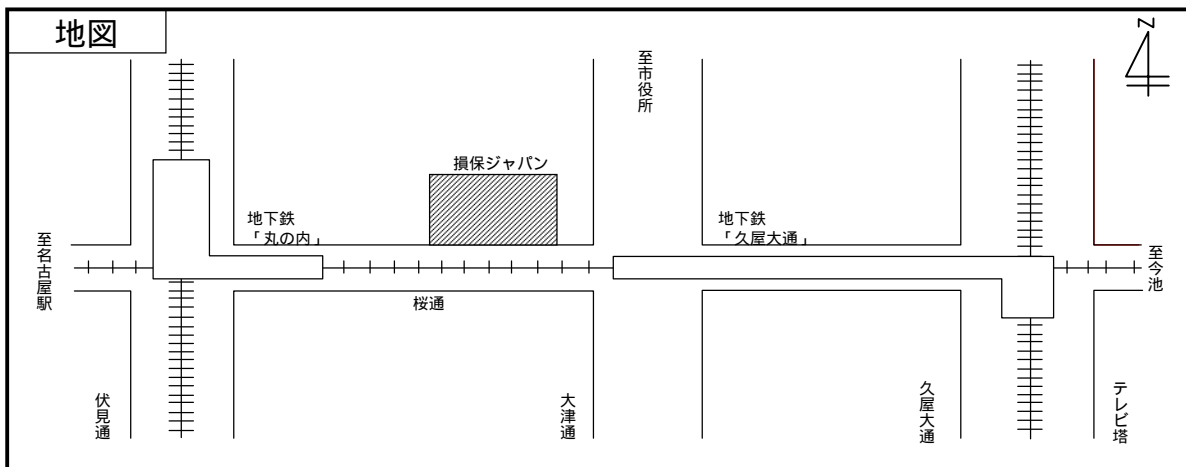 地図
N
至市役所
損保ジャパン
地下鉄
「丸の内」
地下鉄
「久屋大通」
至名古屋駅
至今池
桜通
伏見通
大津通
久屋大通
テレビ塔